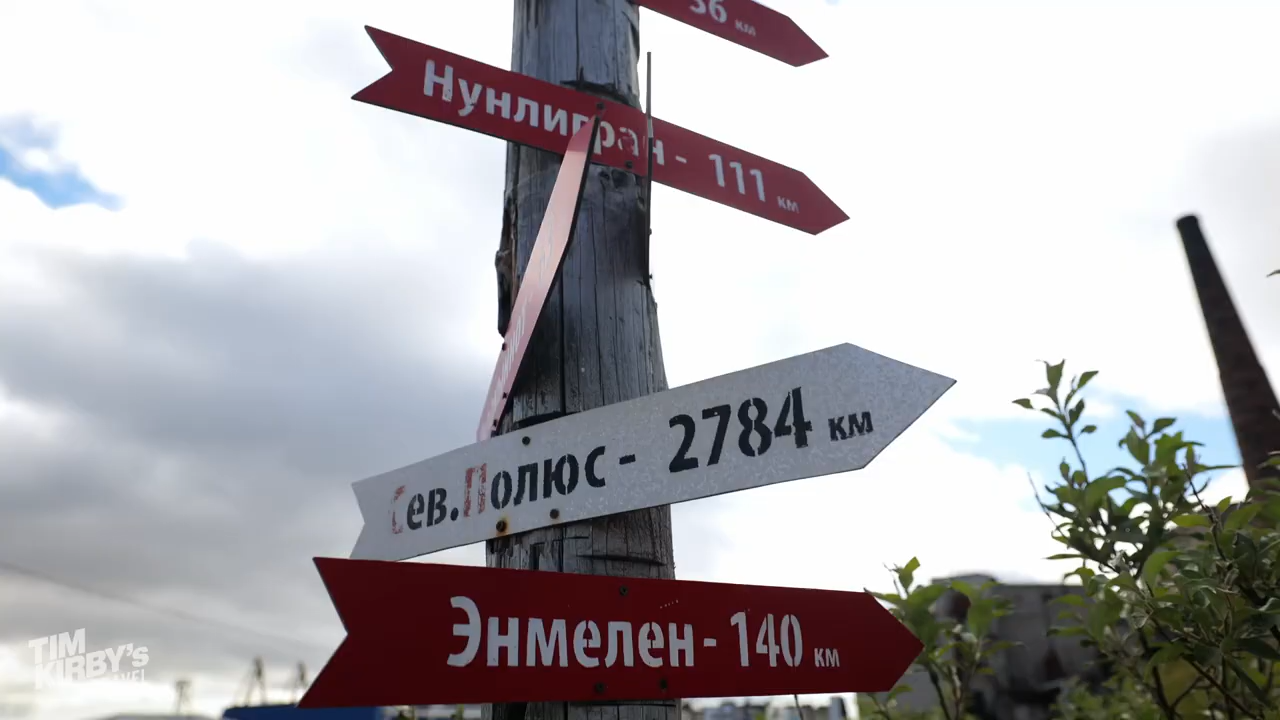 36 км
Нунлигран - 111 км
Сев.Полюс - 2784 км
Энмелен - 140 км
TIM
KIRBY'S